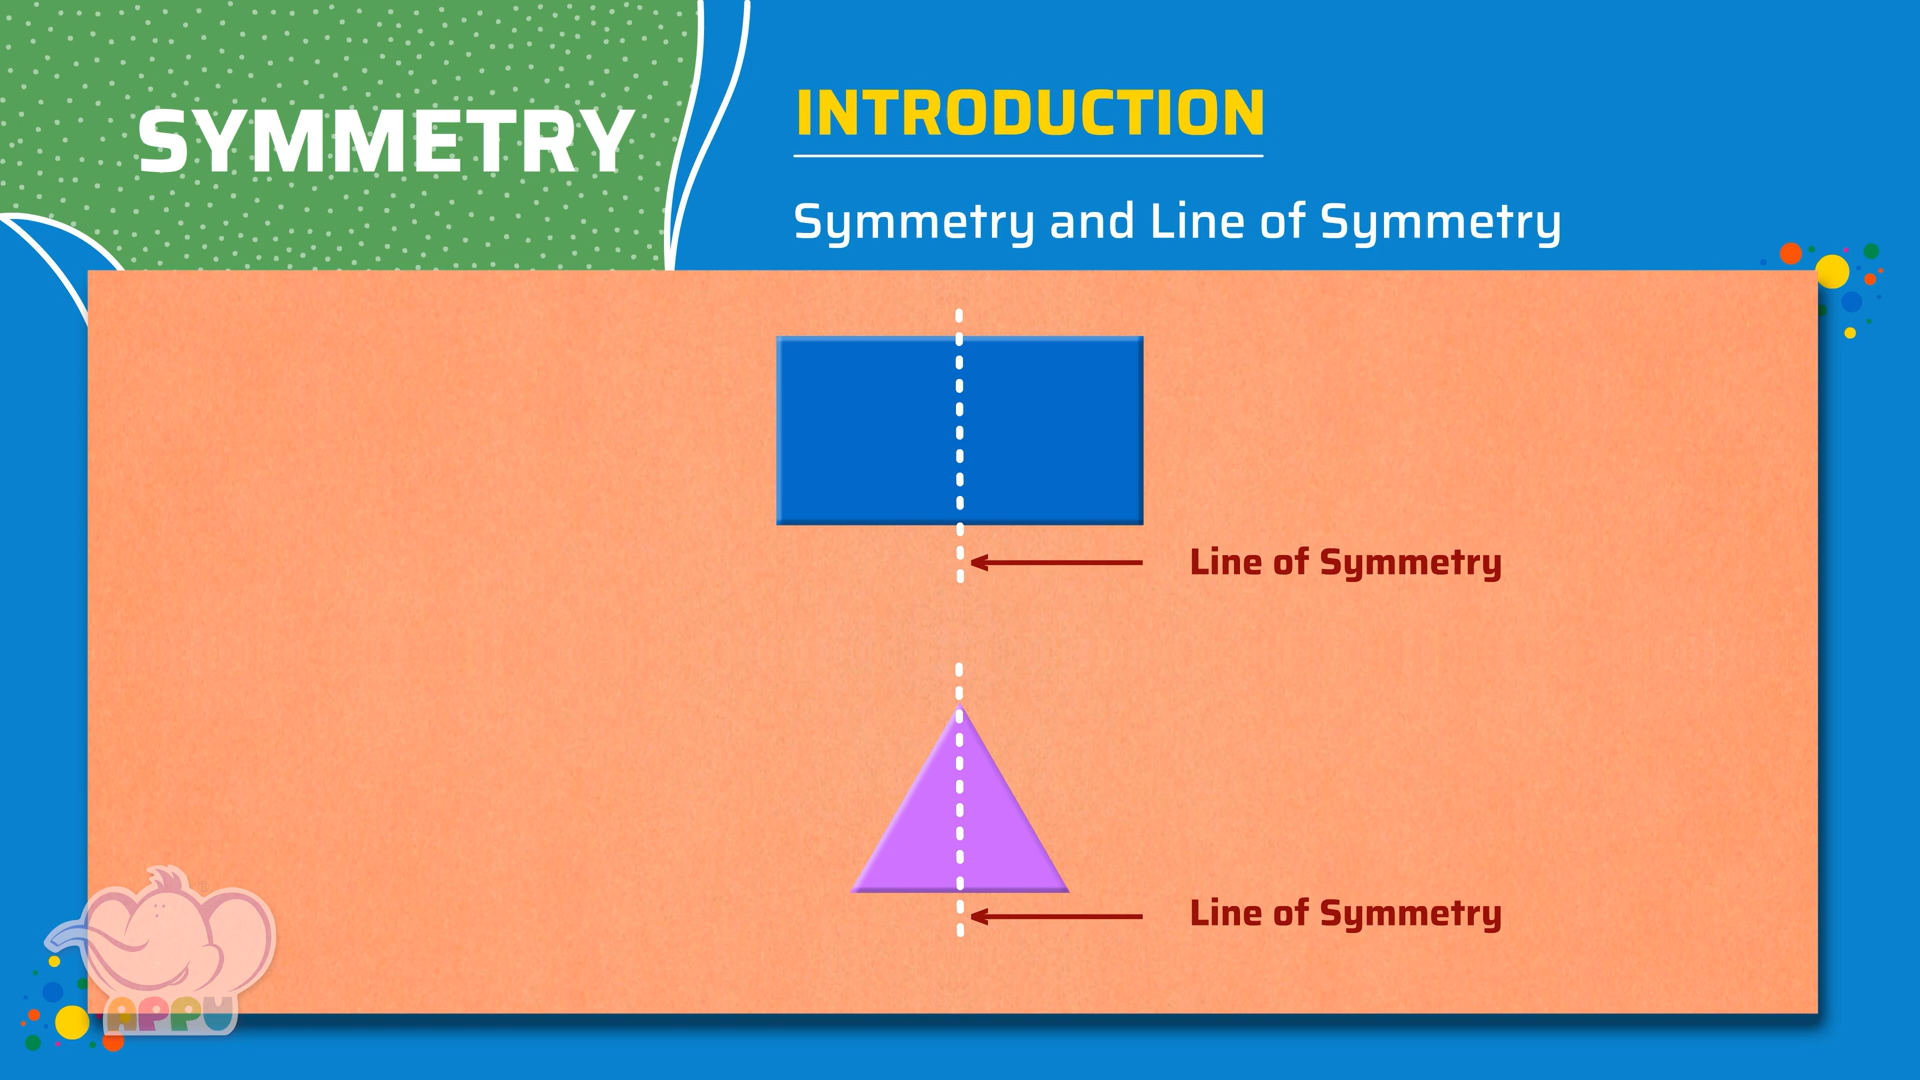 SYMMETRY
INTRODUCTION
Symmetry and Line of Symmetry
Line of Symmetry
Line of Symmetry
®
APPU